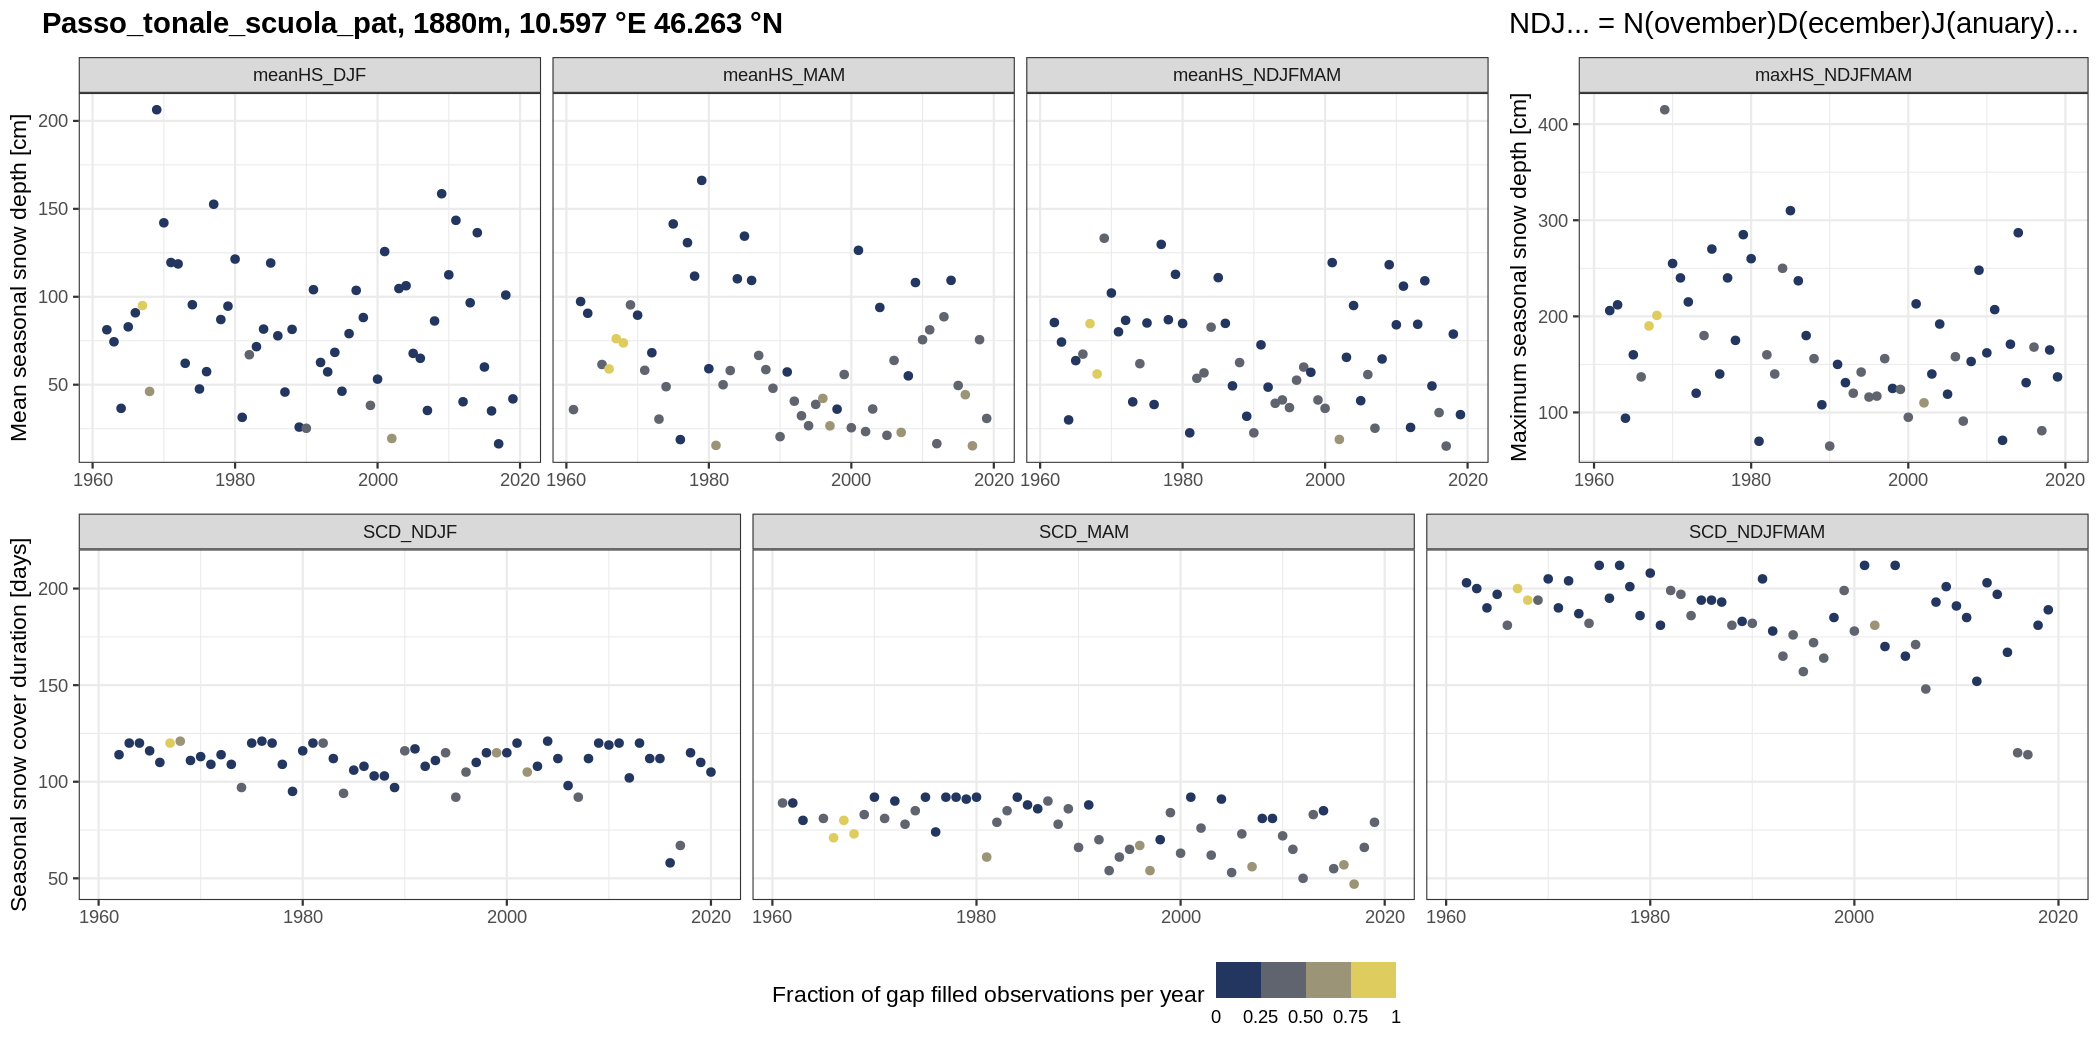 Passo_tonale_scuola_pat, 1880m, 10.597 °E 46.263 °N
NDJ... = N(ovember)D(ecember)J(anuary)...
meanHS_DJF
meanHS_MAM
meanHS_NDJFMAM
maxHS_NDJFMAM
Mean seasonal snow depth [cm]
200
150
100
50
1960 1980 2000 2020
1960 1980 2000 2020
1960 1980 2000 2020
Maximum seasonal snow depth [cm]
400
300
200
100
1960 1980 2000 2020
SCD_NDJF
SCD_MAM
SCD_NDJFMAM
Seasonal snow cover duration [days]
200
150
100
50
1960 1980 2000 2020
1960 1980 2000 2020
1960 1980 2000 2020
Fraction of gap filled observations per year
0 0.25 0.50 0.75 1